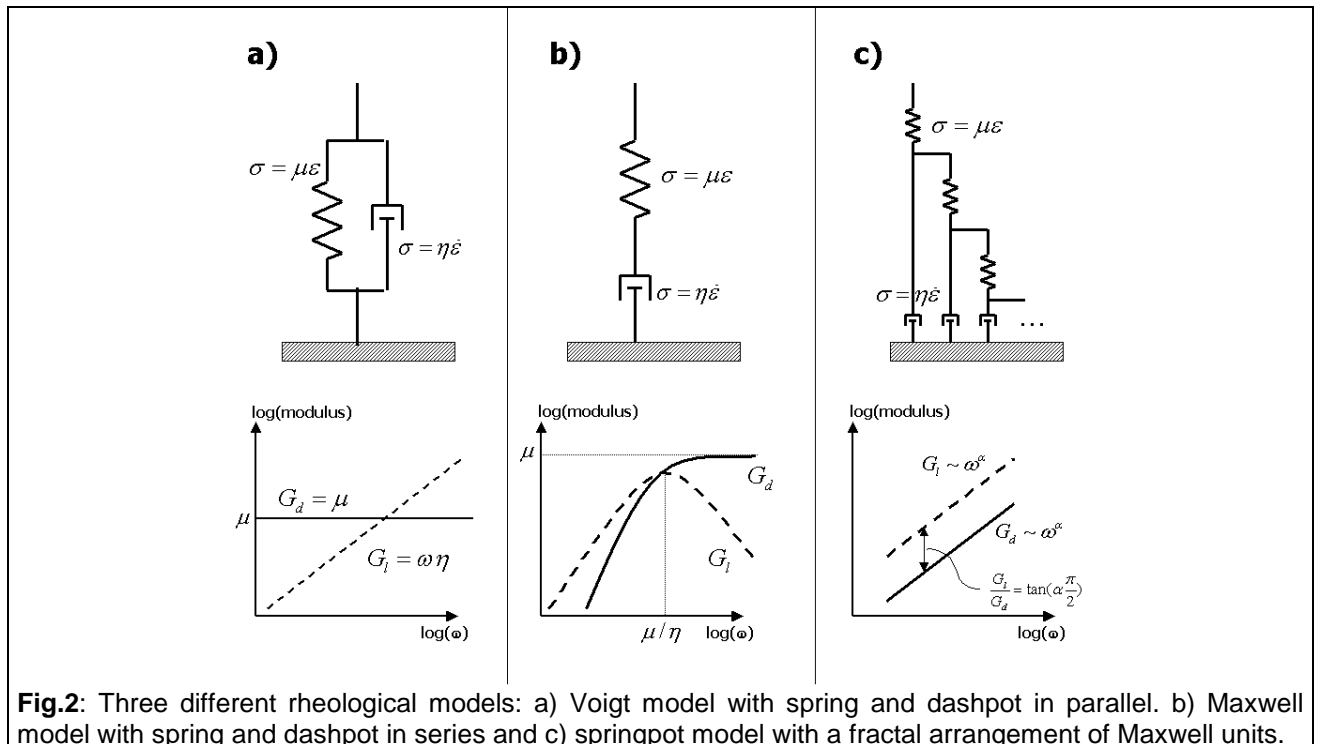 a)
σ = με
σ = ηε̇
log(modulus)
μ
G_d = μ
G_l = ωη
log(ω)
b)
σ = με
σ = ηε̇
log(modulus)
μ
G_d
G_l
μ/η
log(ω)
c)
σ = με
σ = ηε̇
...
log(modulus)
G_l ~ ω^α
G_d ~ ω^α
G_l/G_d = tan(α π/2)
log(ω)
Fig.2: Three different rheological models: a) Voigt model with spring and dashpot in parallel. b) Maxwell
model with spring and dashpot in series and c) springpot model with a fractal arrangement of Maxwell units.